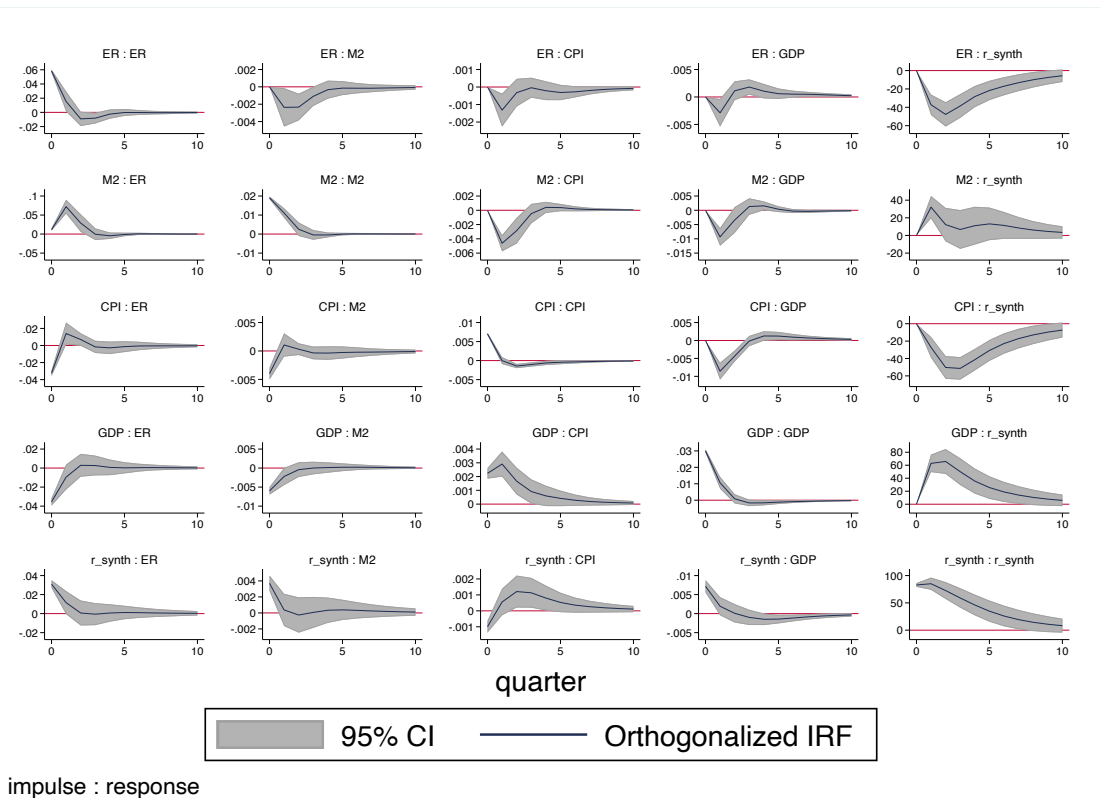 ER : ER ER : M2 ER : CPI ER : GDP ER : r_synth
.06 .002 .001 .005 0
.04 0 0 0 -20
.02 -.002 -.001 -.005 -40
0 -.004 -.002 -60
-.02
0 5 10 0 5 10 0 5 10 0 5 10 0 5 10
M2 : ER M2 : M2 M2 : CPI M2 : GDP M2 : r_synth
.1 .02 .002 .005 40
.05 .01 0 0 20
0 0 -.002 -.005 0
-.05 -.01 -.004 -.01 -20
-.006 -.015
0 5 10 0 5 10 0 5 10 0 5 10 0 5 10
CPI : ER CPI : M2 CPI : CPI CPI : GDP CPI : r_synth
.02 .005 .01 .005 0
0 0 .005 0 -20
-.02 -.005 0 -.005 -40
-.04 -.005 -.01 -60
0 5 10 0 5 10 0 5 10 0 5 10 0 5 10
GDP : ER GDP : M2 GDP : CPI GDP : GDP GDP : r_synth
.02 .005 .004 .03 80
0 0 .003 .02 60
-.02 -.005 .002 .01 40
-.04 -.01 .001 0 20
0 0
0 5 10 0 5 10 0 5 10 0 5 10 0 5 10
r_synth : ER r_synth : M2 r_synth : CPI r_synth : GDP r_synth : r_synth
.04 .004 .002 .01 100
.02 .002 .001 .005 50
0 0 0 0 0
-.02 -.002 -.001 -.005
0 5 10 0 5 10 0 5 10 0 5 10 0 5 10
quarter
95% CI Orthogonalized IRF
impulse : response